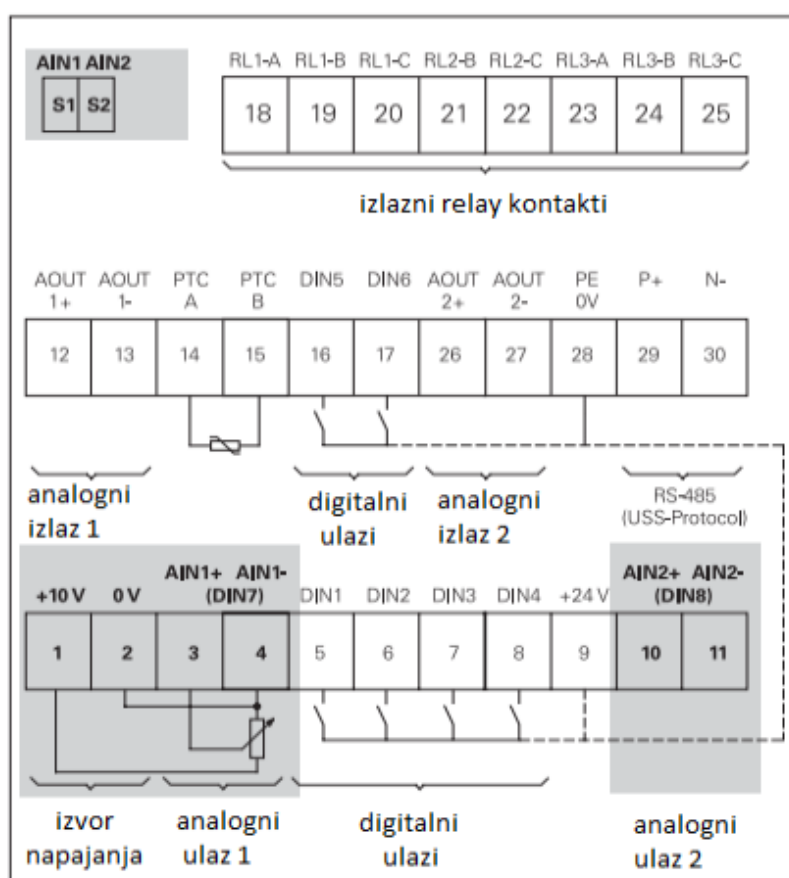 AIN1 AIN2
S1 S2
RL1-A RL1-B RL1-C RL2-B RL2-C RL3-A RL3-B RL3-C
18 19 20 21 22 23 24 25
izlazni relay kontakti
AOUT AOUT PTC PTC DIN5 DIN6 AOUT AOUT PE P+ N-
1+ 1- A B 2+ 2- 0V
12 13 14 15 16 17 26 27 28 29 30
analogni izlaz 1
digitalni ulazi
analogni izlaz 2
RS-485
(USS-Protocol)
+10 V 0 V AIN1+ AIN1- DIN1 DIN2 DIN3 DIN4 +24 V AIN2+ AIN2-
(DIN7) (DIN8)
1 2 3 4 5 6 7 8 9 10 11
izvor napajanja
analogni ulaz 1
digitalni ulazi
analogni ulaz 2